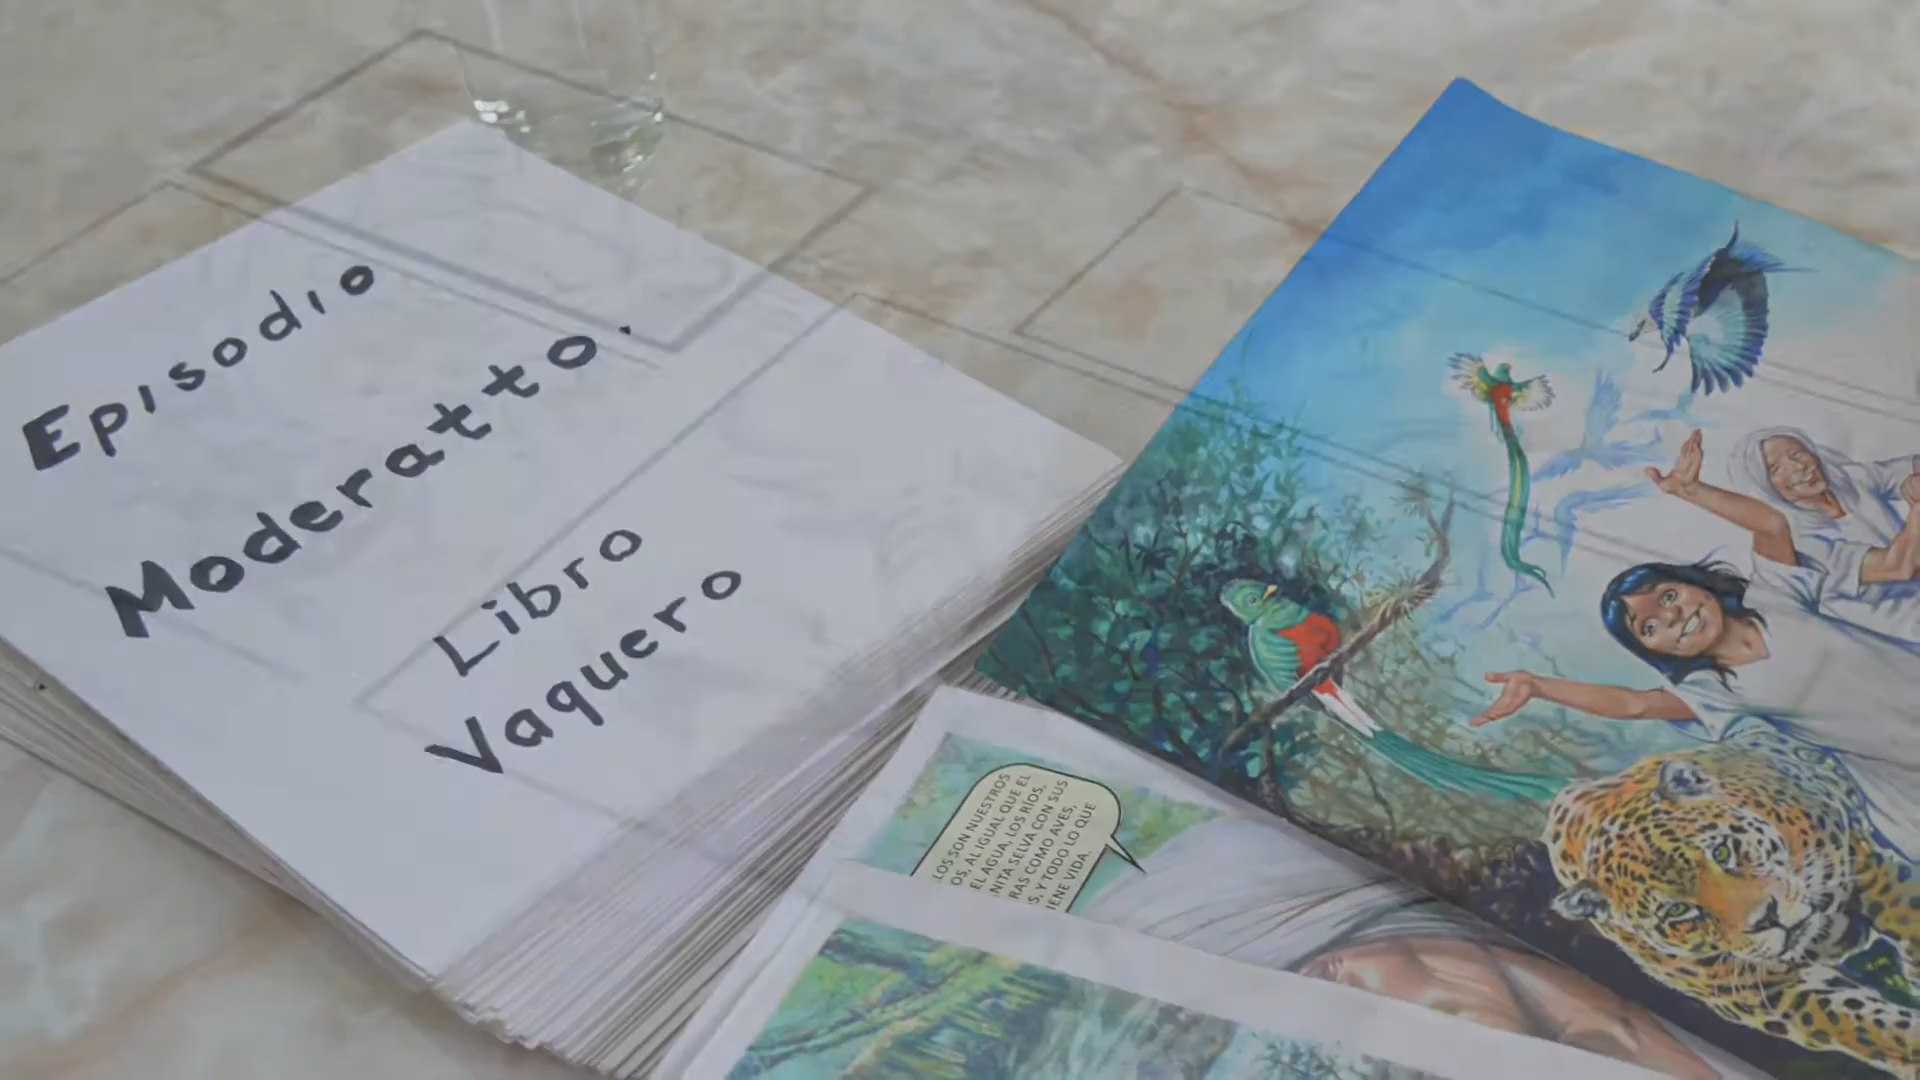 Episodio
Moderatto.
Libro
Vaquero
LOS SON NUESTROS
OS, AL IGUAL QUE EL
EL AGUA, LOS RÍOS,
NITA SELVA CON SUS
RAS COMO AVES,
S, Y TODO LO QUE
IENE VIDA.